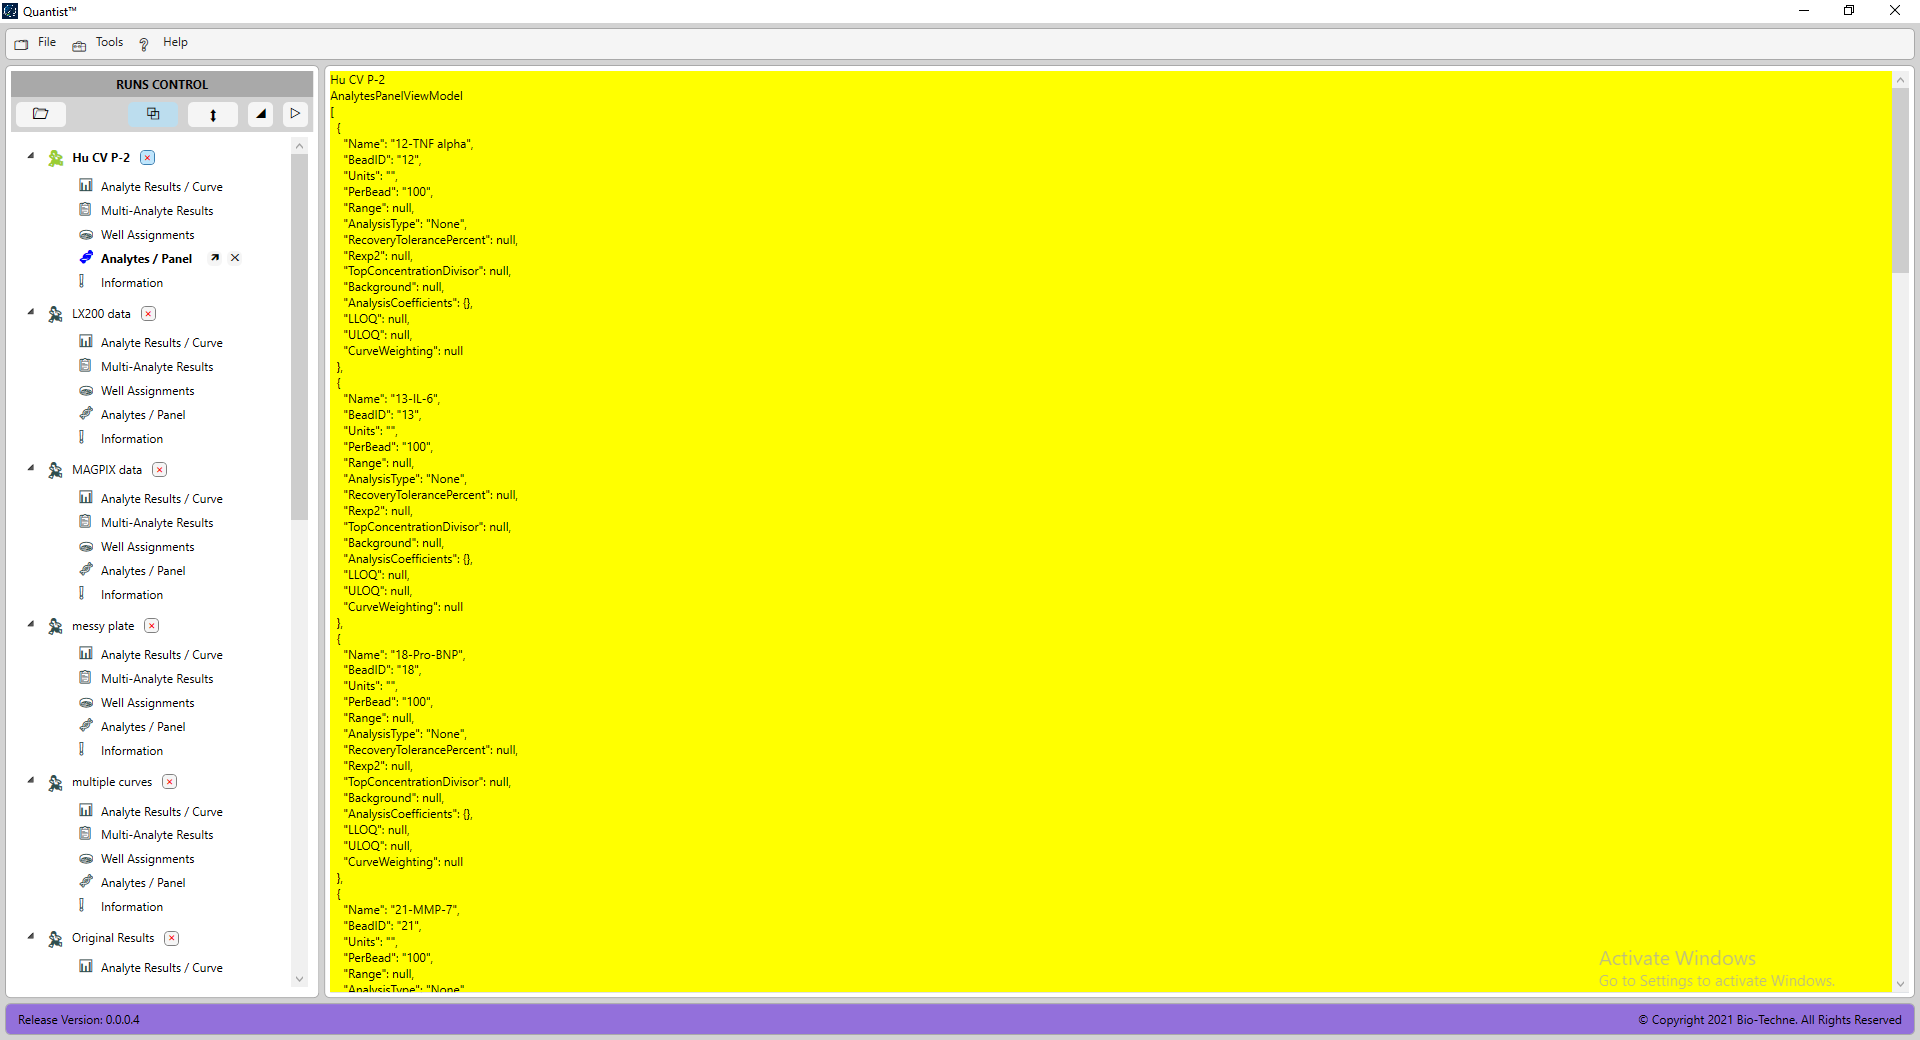 Quantist™
File Tools Help
RUNS CONTROL
Hu CV P-2
Analyte Results / Curve
Multi-Analyte Results
Well Assignments
Analytes / Panel
Information
LX200 data
Analyte Results / Curve
Multi-Analyte Results
Well Assignments
Analytes / Panel
Information
MAGPIX data
Analyte Results / Curve
Multi-Analyte Results
Well Assignments
Analytes / Panel
Information
messy plate
Analyte Results / Curve
Multi-Analyte Results
Well Assignments
Analytes / Panel
Information
multiple curves
Analyte Results / Curve
Multi-Analyte Results
Well Assignments
Analytes / Panel
Information
Original Results
Analyte Results / Curve
Hu CV P-2
AnalytesPanelViewModel
[
{
"Name": "12-TNF alpha",
"BeadID": "12",
"Units": "",
"PerBead": "100",
"Range": null,
"AnalysisType": "None",
"RecoveryTolerancePercent": null,
"Rexp2": null,
"TopConcentrationDivisor": null,
"Background": null,
"AnalysisCoefficients": {},
"LLOQ": null,
"ULOQ": null,
"CurveWeighting": null
},
{
"Name": "13-IL-6",
"BeadID": "13",
"Units": "",
"PerBead": "100",
"Range": null,
"AnalysisType": "None",
"RecoveryTolerancePercent": null,
"Rexp2": null,
"TopConcentrationDivisor": null,
"Background": null,
"AnalysisCoefficients": {},
"LLOQ": null,
"ULOQ": null,
"CurveWeighting": null
},
{
"Name": "18-Pro-BNP",
"BeadID": "18",
"Units": "",
"PerBead": "100",
"Range": null,
"AnalysisType": "None",
"RecoveryTolerancePercent": null,
"Rexp2": null,
"TopConcentrationDivisor": null,
"Background": null,
"AnalysisCoefficients": {},
"LLOQ": null,
"ULOQ": null,
"CurveWeighting": null
},
{
"Name": "21-MMP-7",
"BeadID": "21",
"Units": "",
"PerBead": "100",
"Range": null,
"AnalysisType": "None"
Activate Windows
Go to Settings to activate Windows.
Release Version: 0.0.0.4
© Copyright 2021 Bio-Techne. All Rights Reserved